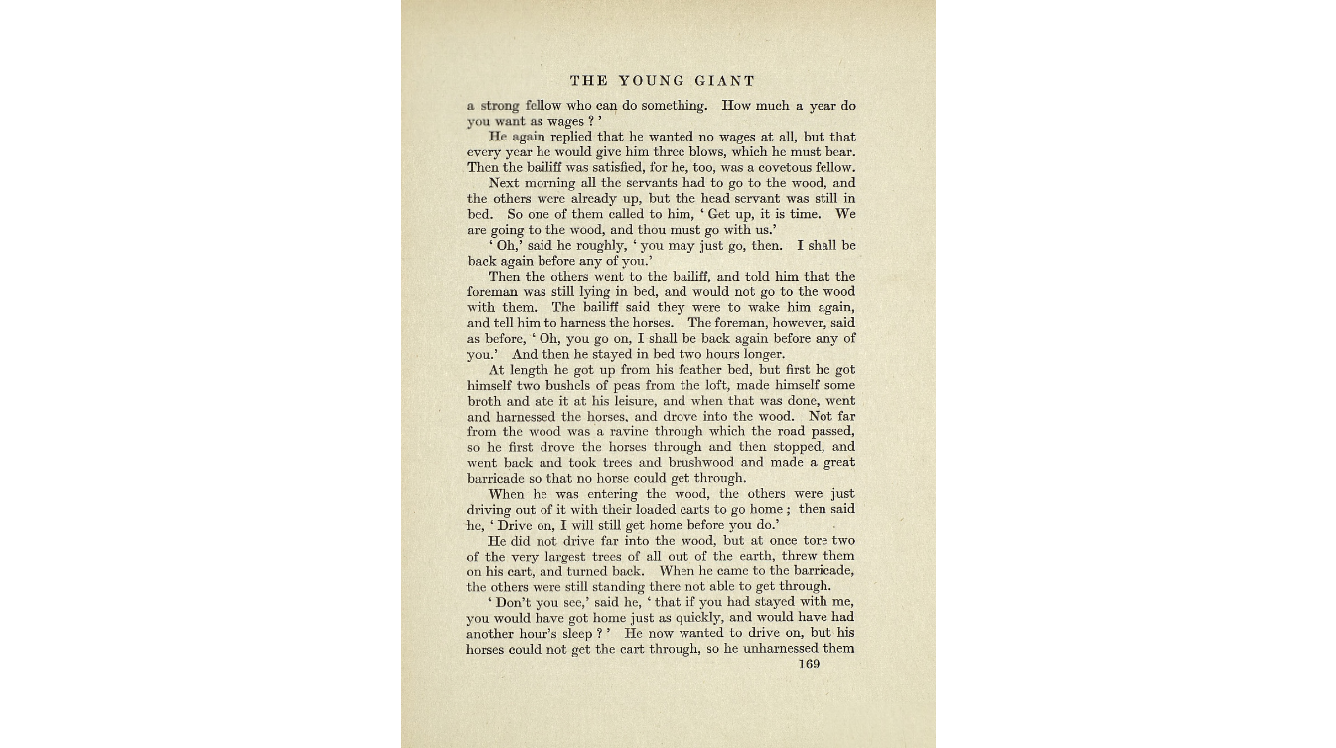 THE YOUNG GIANT
a strong fellow who can do something. How much a year do
you want as wages ? ’
He again replied that he wanted no wages at all, but that
every year he would give him three blows, which he must bear.
Then the bailiff was satisfied, for he, too, was a covetous fellow.
Next morning all the servants had to go to the wood, and
the others were already up, but the head servant was still in
bed. So one of them called to him, ‘ Get up, it is time. We
are going to the wood, and thou must go with us.’
‘ Oh,’ said he roughly, ‘ you may just go, then. I shall be
back again before any of you.’
Then the others went to the bailiff, and told him that the
foreman was still lying in bed, and would not go to the wood
with them. The bailiff said they were to wake him again,
and tell him to harness the horses. The foreman, however, said
as before, ‘ Oh, you go on, I shall be back again before any of
you.’ And then he stayed in bed two hours longer.
At length he got up from his feather bed, but first he got
himself two bushels of peas from the loft, made himself some
broth and ate it at his leisure, and when that was done, went
and harnessed the horses, and drove into the wood. Not far
from the wood was a ravine through which the road passed,
so he first drove the horses through and then stopped, and
went back and took trees and brushwood and made a great
barricade so that no horse could get through.
When he was entering the wood, the others were just
driving out of it with their loaded carts to go home ; then said
he, ‘ Drive on, I will still get home before you do.’
He did not drive far into the wood, but at once tore two
of the very largest trees of all out of the earth, threw them
on his cart, and turned back. When he came to the barricade,
the others were still standing there not able to get through.
‘ Don’t you see,’ said he, ‘ that if you had stayed with me,
you would have got home just as quickly, and would have had
another hour’s sleep ? ’ He now wanted to drive on, but his
horses could not get the cart through, so he unharnessed them
169